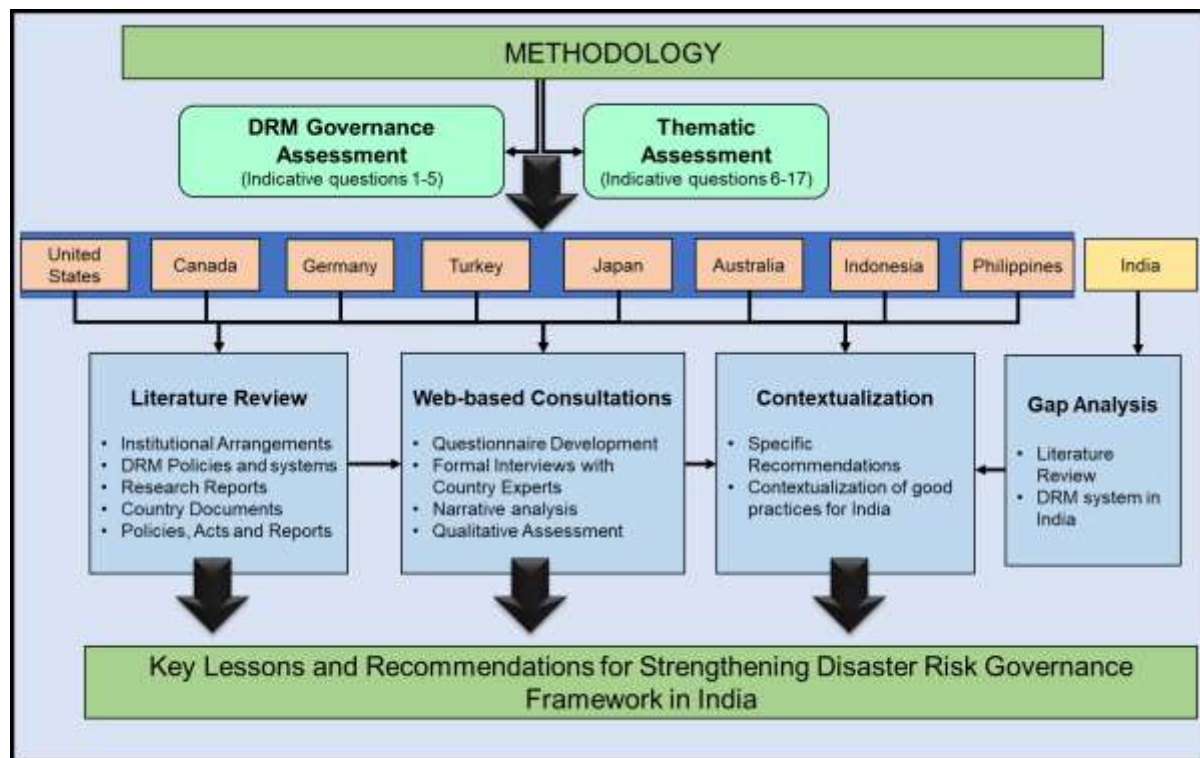 METHODOLOGY
DRM Governance
Assessment
(Indicative questions 1-5)
Thematic
Assessment
(Indicative questions 6-17)
United
States
Canada
Germany
Turkey
Japan
Australia
Indonesia
Philippines
India
Literature Review
• Institutional Arrangements
• DRM Policies and systems
• Research Reports
• Country Documents
• Policies, Acts and Reports
Web-based Consultations
• Questionnaire Development
• Formal Interviews with
Country Experts
• Narrative analysis
• Qualitative Assessment
Contextualization
• Specific
Recommendations
• Contextualization of good
practices for India
Gap Analysis
• Literature
Review
• DRM system in
India
Key Lessons and Recommendations for Strengthening Disaster Risk Governance
Framework in India